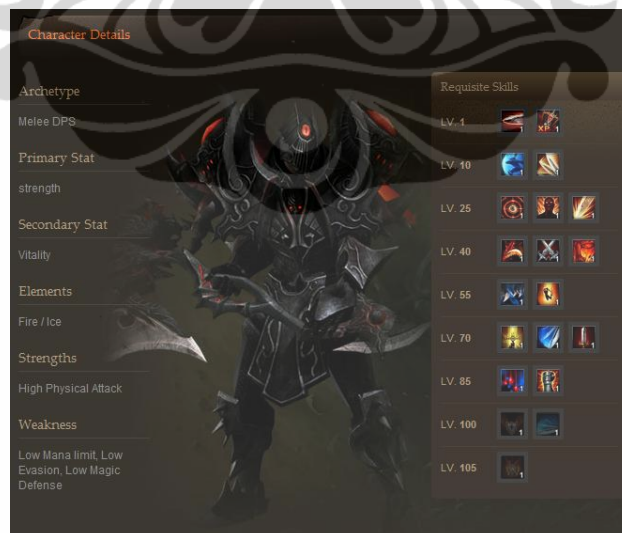 Character Details
Archetype
Melee DPS
Primary Stat
strength
Secondary Stat
Vitality
Elements
Fire / Ice
Strengths
High Physical Attack
Weakness
Low Mana limit, Low
Evasion, Low Magic
Defense
Requisite Skills
LV. 1
LV. 10
LV. 25
LV. 40
LV. 55
LV. 70
LV. 85
LV. 100
LV. 105